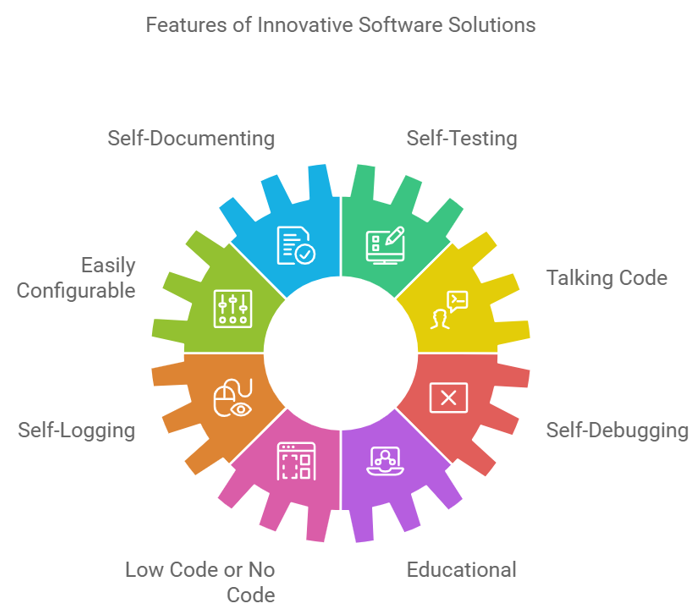 Features of Innovative Software Solutions
Self-Documenting
Self-Testing
Easily
Configurable
Talking Code
Self-Logging
Self-Debugging
Low Code or No
Code
Educational